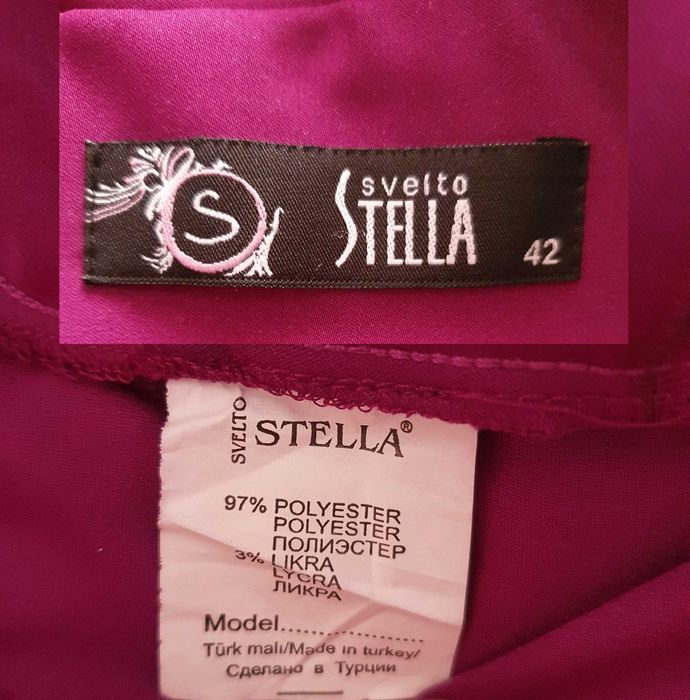 S
svelto
STELLA
42
SVELTO
STELLA®
97% POLYESTER
POLYESTER
ПОЛИЭСТЕР
3% LIKRA
LYCRA
ЛИКРА
Model....................
Türk malı/Made in turkey/
Сделано в Турции